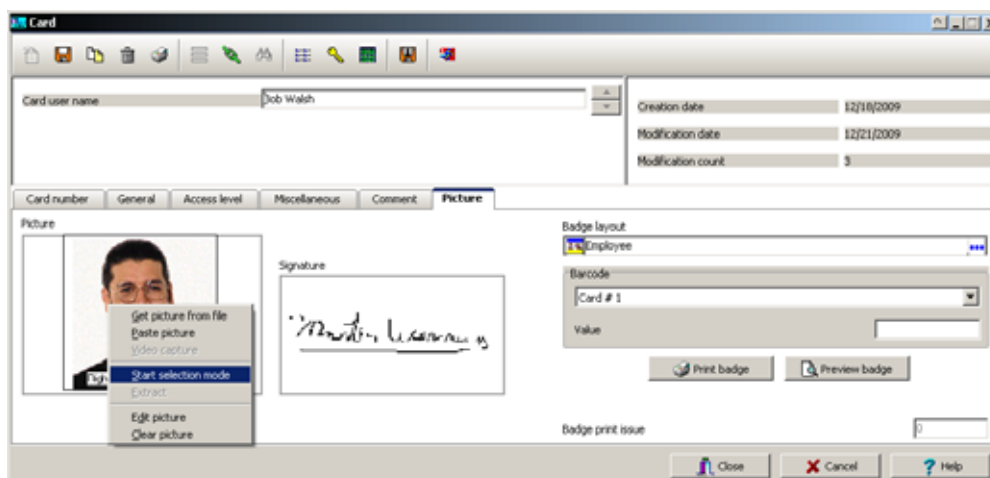 Card
Card user name
Bob Walsh
Creation date 12/18/2009
Modification date 12/21/2009
Modification count 3
Card number General Access level Miscellaneous Comment Picture
Picture
Signature
Badge layout
Employee
Barcode
Card # 1
Value
Print badge Preview badge
Badge print issue 0
Get picture from file
Paste picture
Video capture
Start selection mode
Extract
Edit picture
Clear picture
Close Cancel Help